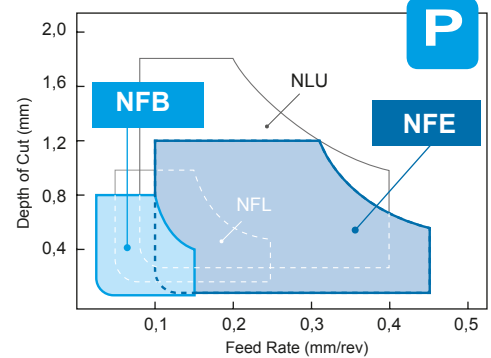 P
2,0
1,6
1,2
0,8
0,4
Depth of Cut (mm)
NLU
NFB
NFE
NFL
0,1 0,2 0,3 0,4 0,5
Feed Rate (mm/rev)